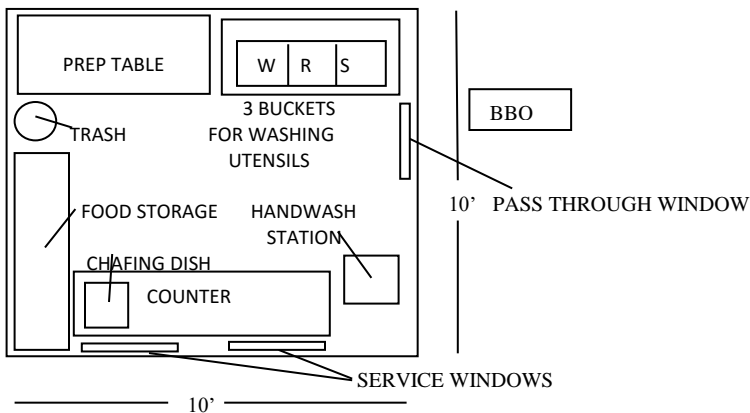 PREP TABLE
W R S
BBO
3 BUCKETS
FOR WASHING
UTENSILS
TRASH
10’ PASS THROUGH WINDOW
FOOD STORAGE
HANDWASH
STATION
CHAFING DISH
COUNTER
SERVICE WINDOWS
10’